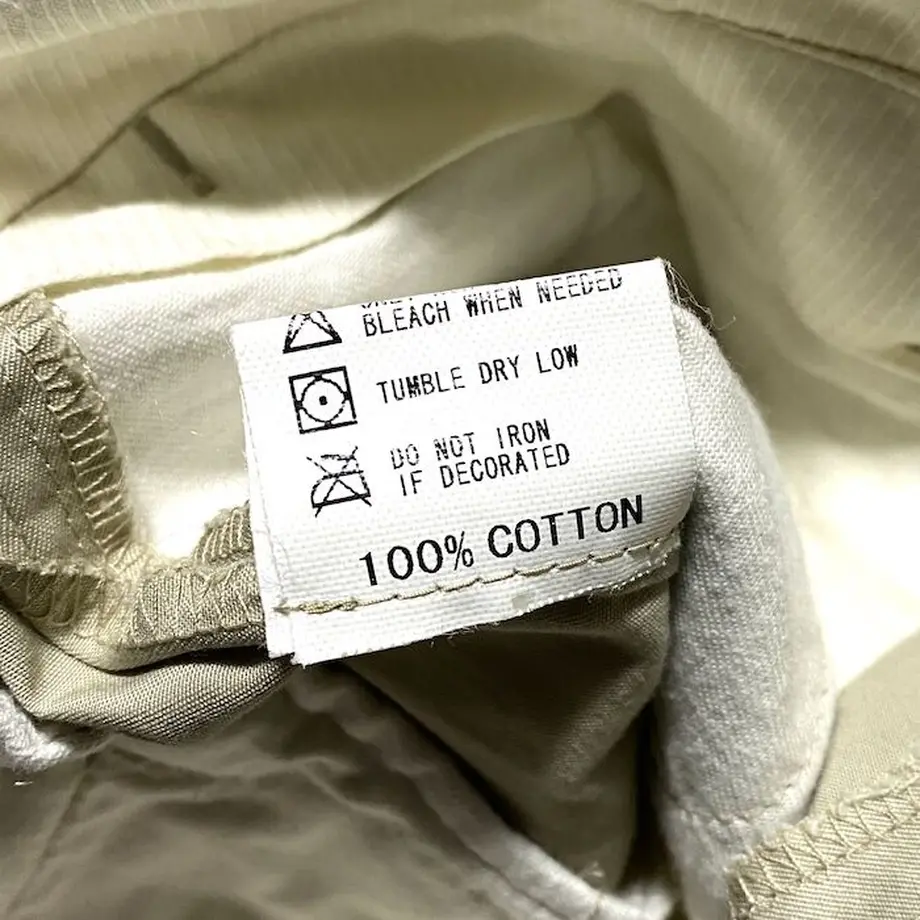 BLEACH WHEN NEEDED
TUMBLE DRY LOW
DO NOT IRON
IF DECORATED
100% COTTON